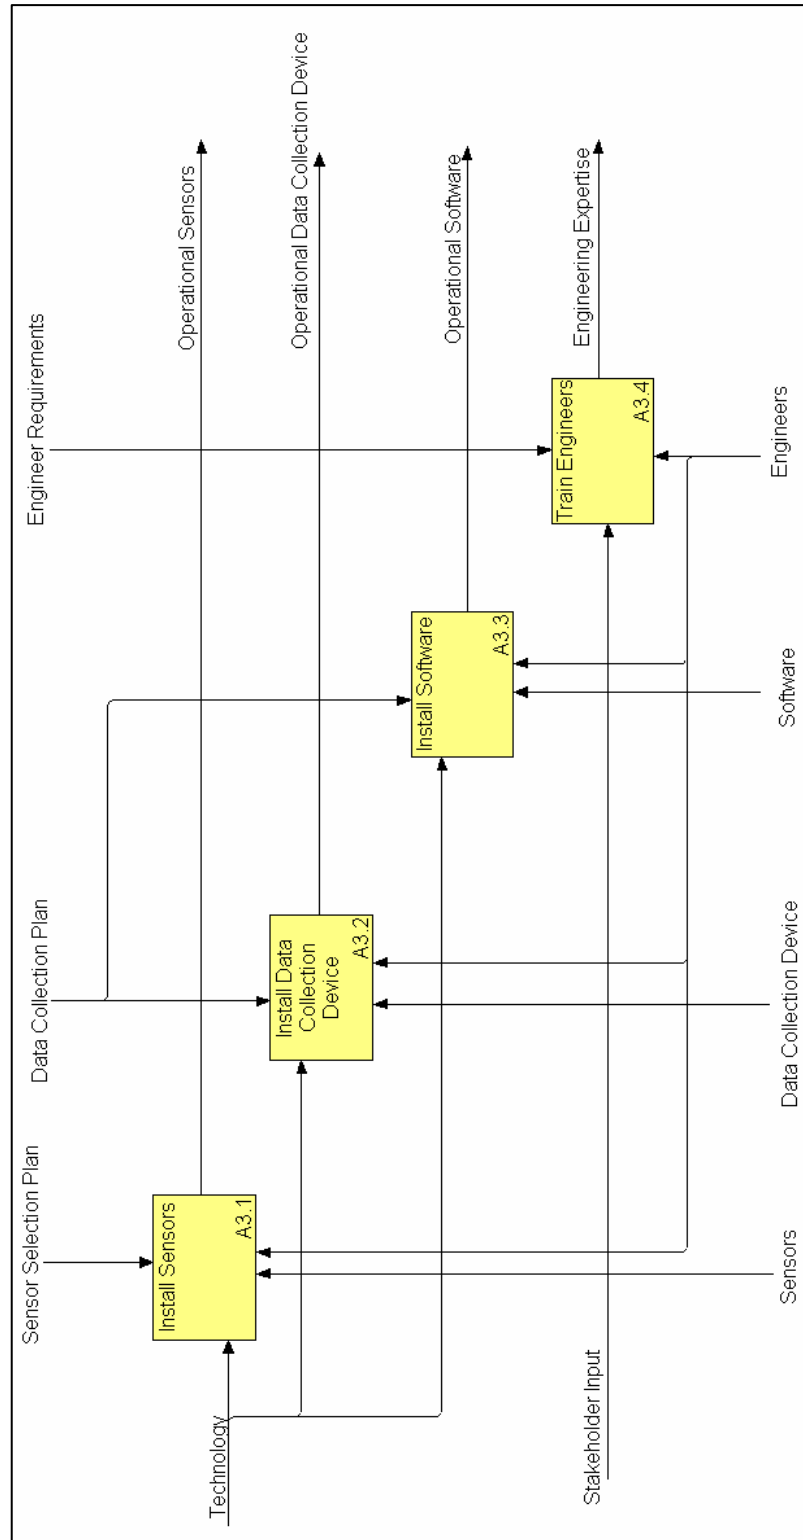 Sensor Selection Plan
Data Collection Plan
Engineer Requirements
Technology
Install Sensors
A3.1
Operational Sensors
Install Data
Collection
Device
A3.2
Operational Data Collection Device
Install Software
A3.3
Operational Software
Stakeholder Input
Train Engineers
A3.4
Engineering Expertise
Sensors
Data Collection Device
Software
Engineers